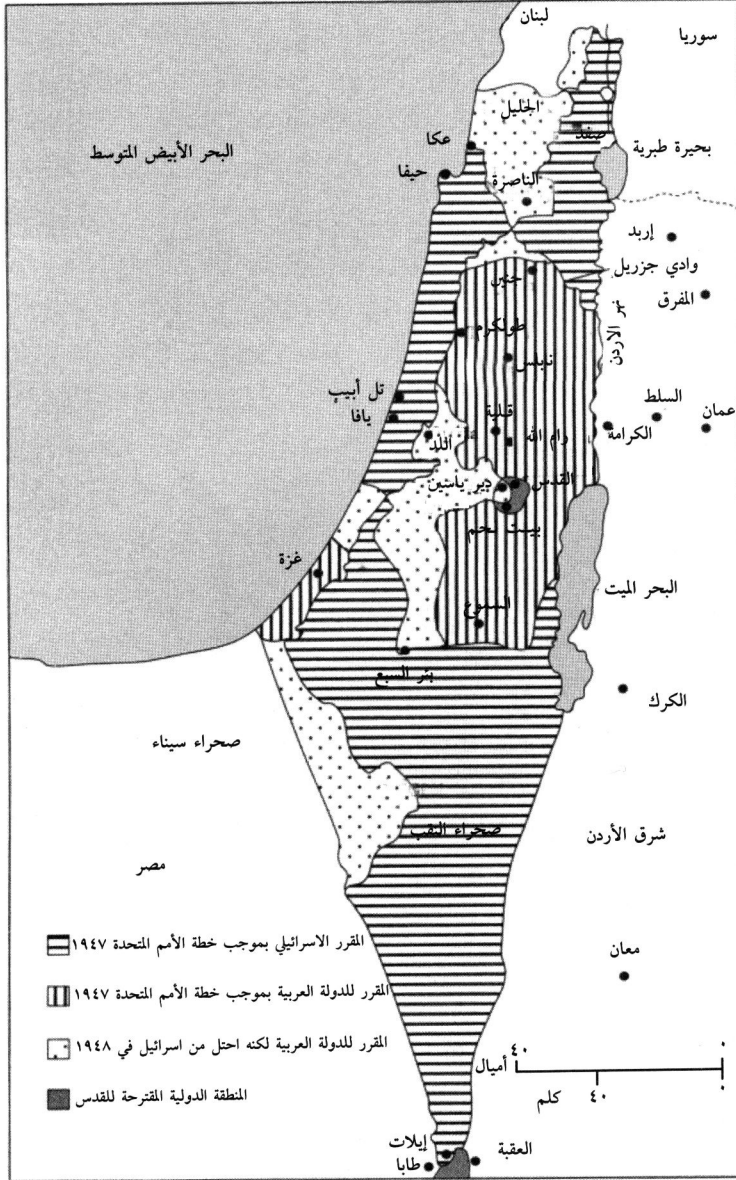 لبنان
سوريا
الجليل
صفد
عكا
بحيرة طبرية
البحر الأبيض المتوسط
حيفا
الناصرة
إربد
وادي جزريل
جنين
المفرق
نهر الاردن
طولكرم
نابلس
تل أبيب
السلط
يافا
قبلية
عمان
الكرامة
رام الله
اللد
القدس
دير ياسين
بيت لحم
غزة
البحر الميت
السموع
بئر السبع
الكرك
صحراء سيناء
صحراء النقب
شرق الأردن
مصر
المقرر الاسرائيلي بموجب خطة الأمم المتحدة ١٩٤٧
معان
المقرر للدولة العربية بموجب خطة الأمم المتحدة ١٩٤٧
المقرر للدولة العربية لكنه احتل من اسرائيل في ١٩٤٨
٠
٤٠ أميال
المنطقة الدولية المقترحة للقدس
٠
٤٠
كلم
إيلات
العقبة
طابا